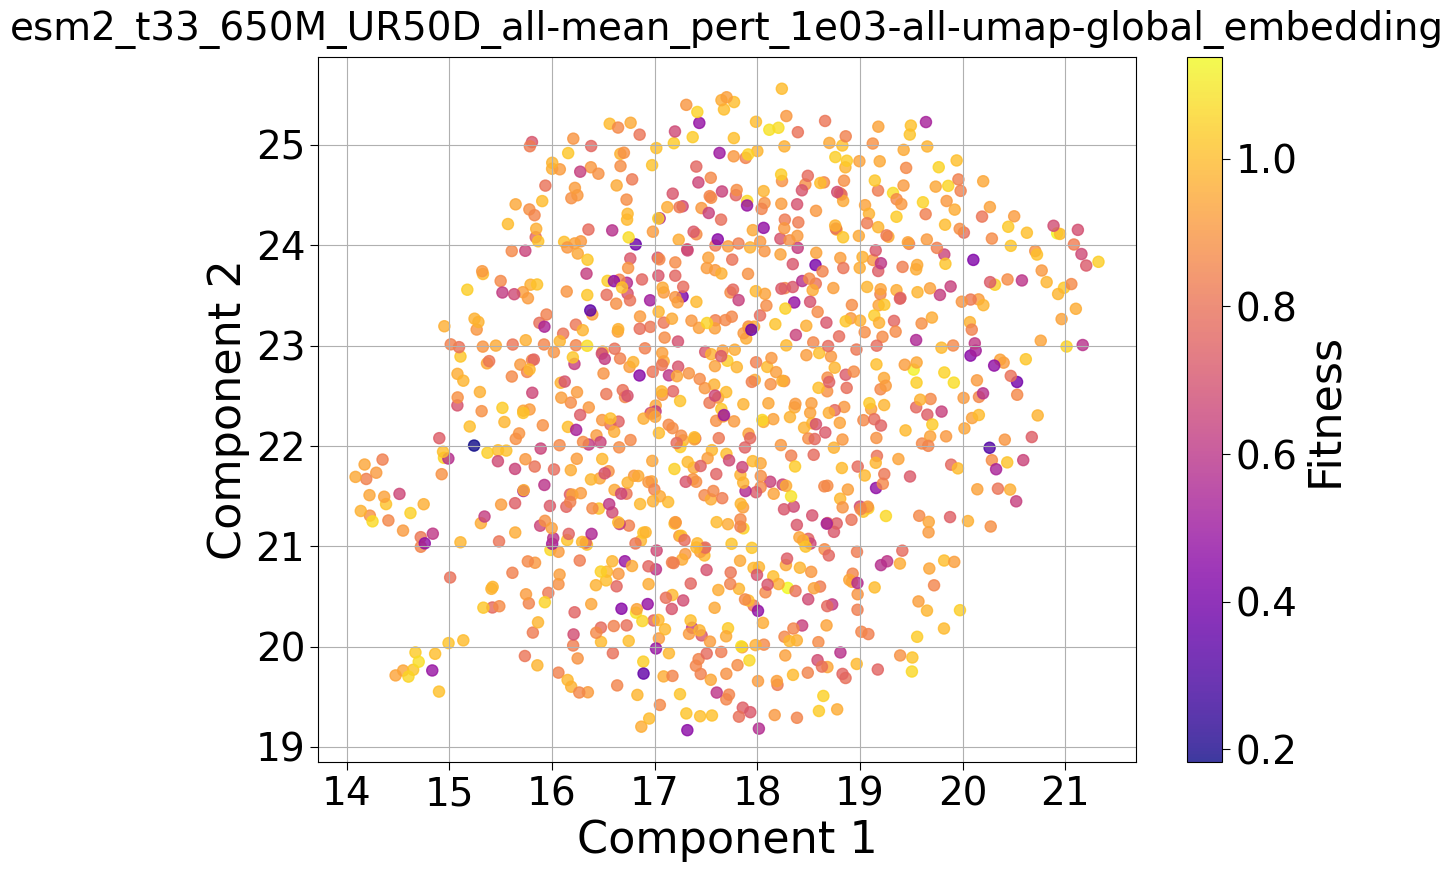 esm2_t33_650M_UR50D_all-mean_pert_1e03-all-umap-global_embedding
25
24
23
22
21
20
19
Component 2
14 15 16 17 18 19 20 21
Component 1
1.0
0.8
0.6
0.4
0.2
Fitness